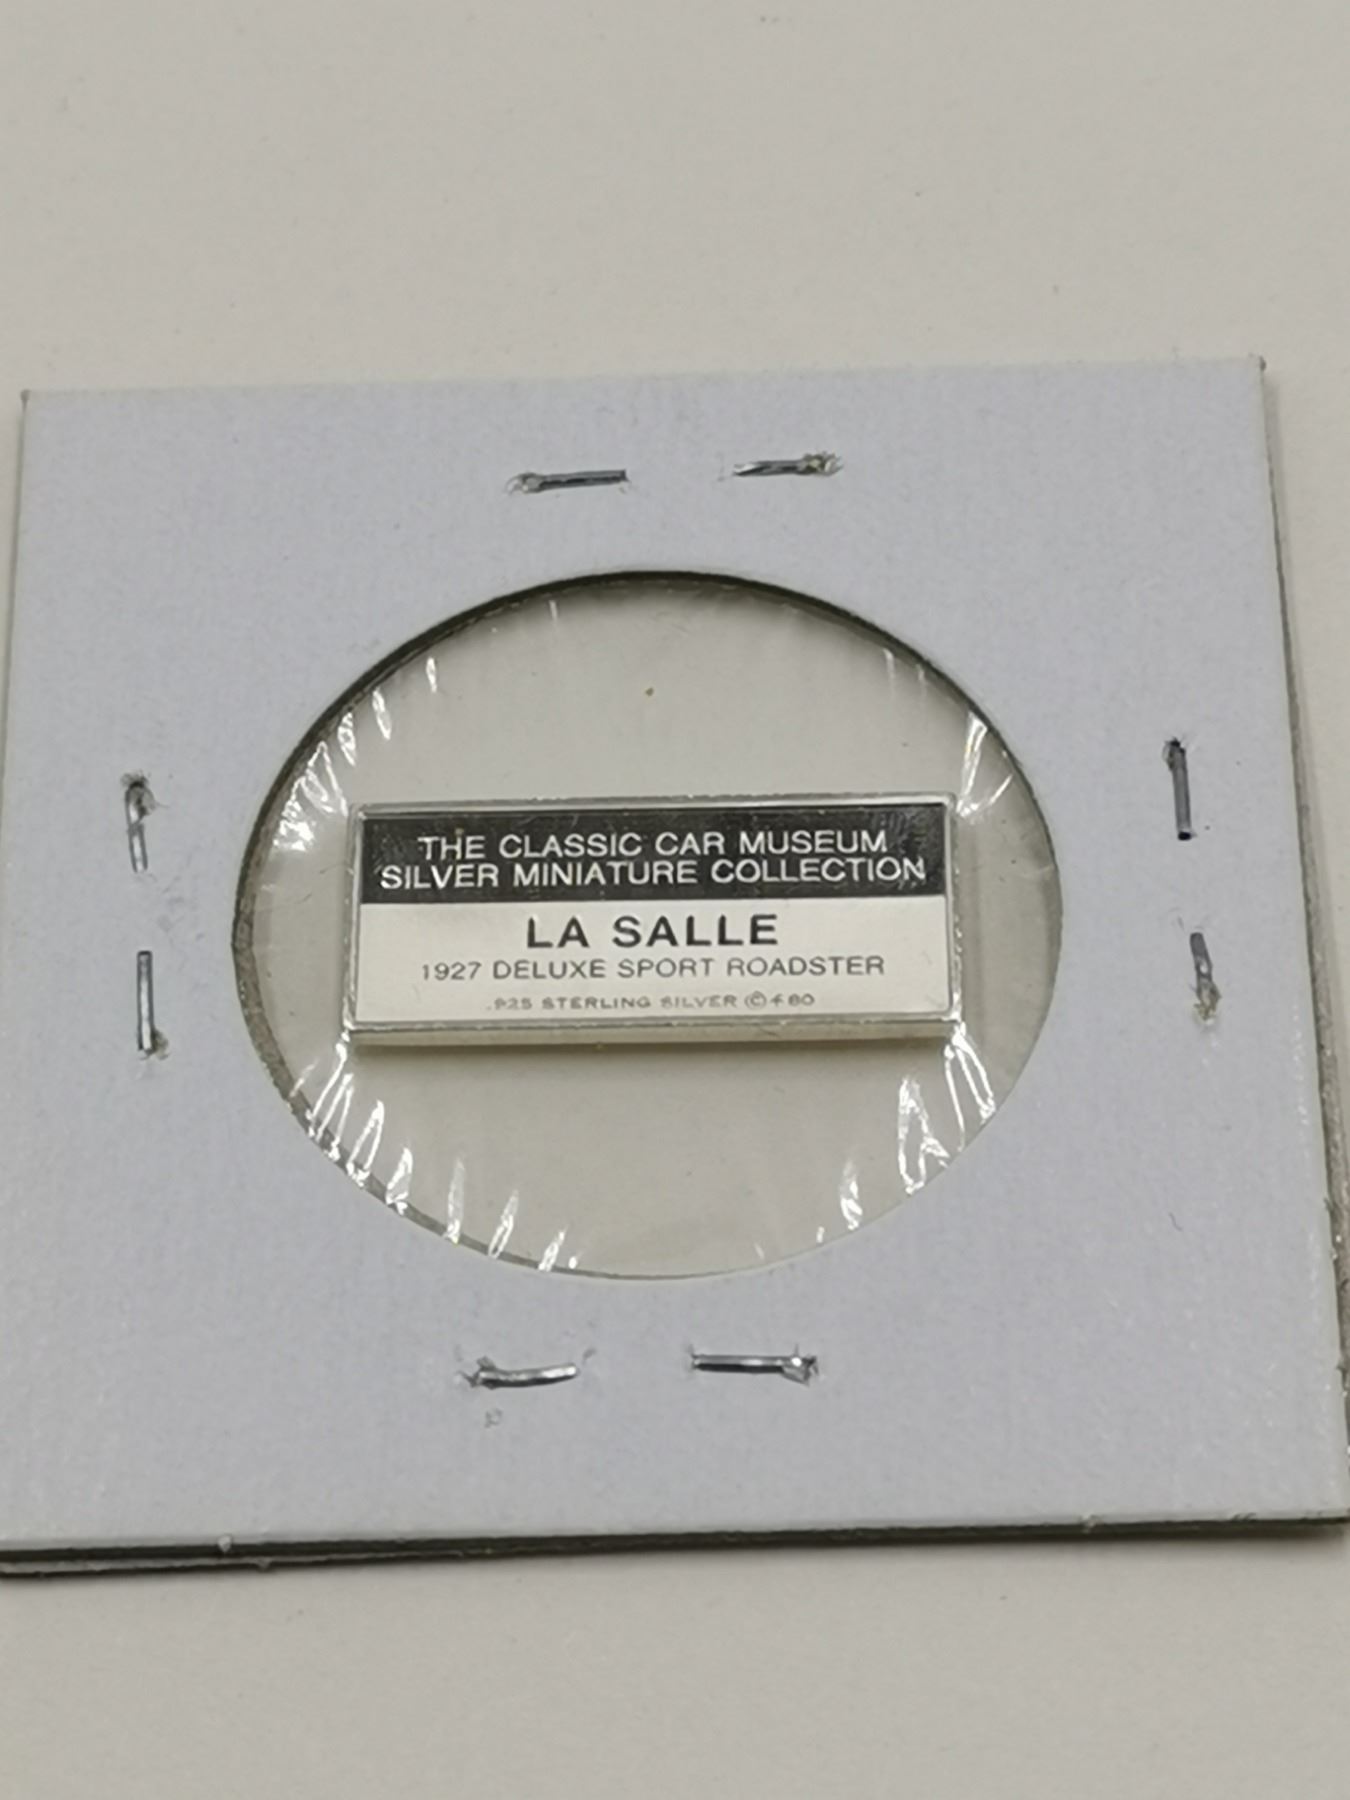 THE CLASSIC CAR MUSEUM
SILVER MINIATURE COLLECTION
LA SALLE
1927 DELUXE SPORT ROADSTER
.925 STERLING SILVER ©